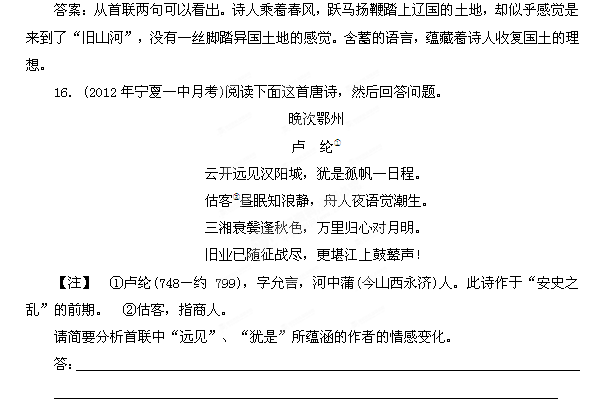 答案：从首联两句可以看出。诗人乘着春风，跃马扬鞭踏上辽国的土地，却似乎感觉是
来到了“旧山河”，没有一丝脚踏异国土地的感觉。含蓄的语言，蕴藏着诗人收复国土的理
想。
16. (2012年宁夏一中月考)阅读下面这首唐诗，然后回答问题。
晚次鄂州
卢　纶①
云开远见汉阳城，犹是孤帆一日程。
估客②昼眠知浪静，舟人夜语觉潮生。
三湘衰鬓逢秋色，万里归心对月明。
旧业已随征战尽，更堪江上鼓鼙声！
【注】　①卢纶(748—约 799)，字允言，河中蒲(今山西永济)人。此诗作于“安史之
乱”的前期。　②估客，指商人。
请简要分析首联中“远见”、“犹是”所蕴涵的作者的情感变化。
答：